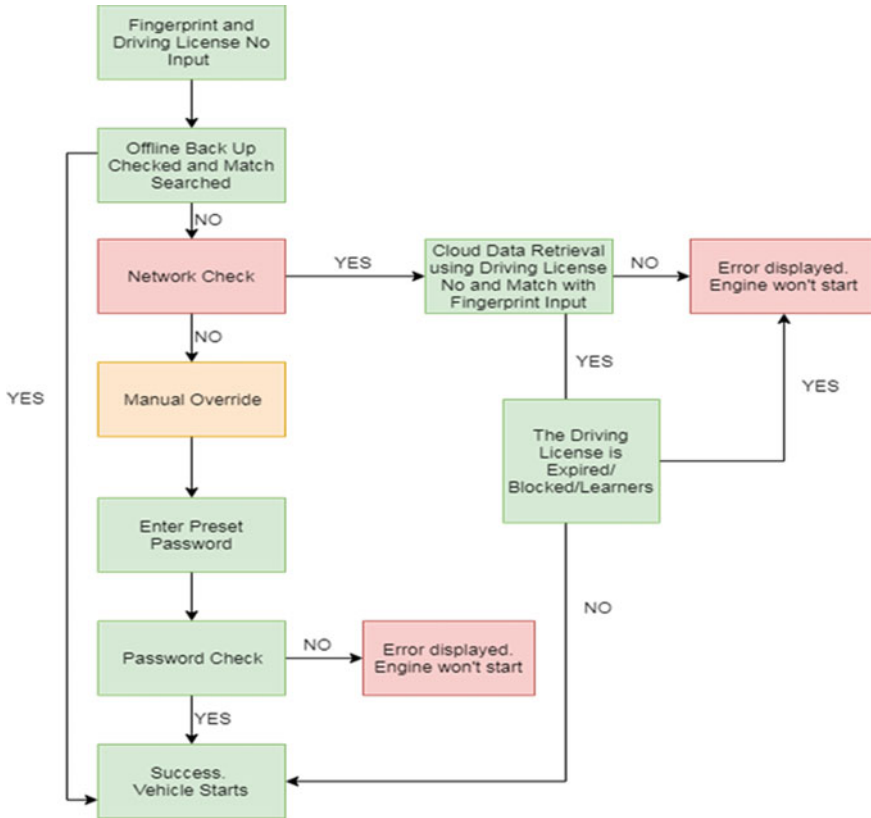 Fingerprint and
Driving License No
Input
Offline Back Up
Checked and Match
Searched
NO
Network Check
YES
Cloud Data Retrieval
using Driving License
No and Match with
Fingerprint Input
NO
Error displayed.
Engine won't start
NO
YES
YES
YES
Manual Override
The Driving
License is
Expired/
Blocked/Learners
Enter Preset
Password
NO
Password Check
NO
Error displayed.
Engine won't start
YES
Success.
Vehicle Starts